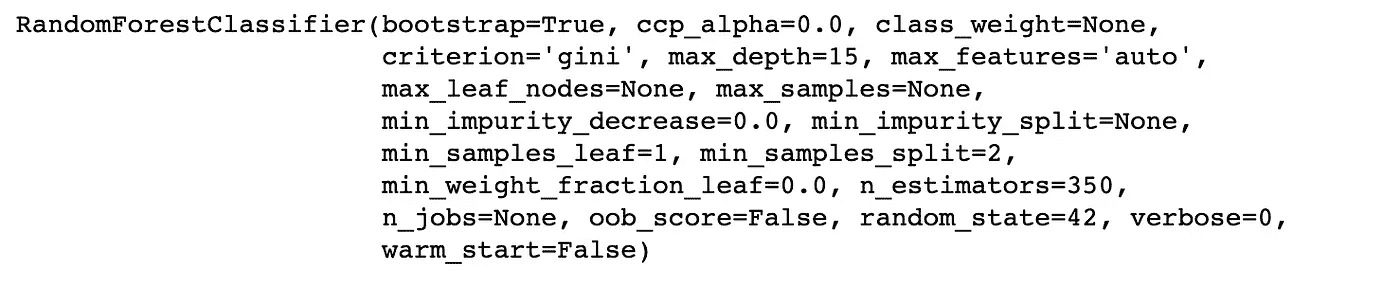 RandomForestClassifier(bootstrap=True, ccp_alpha=0.0, class_weight=None,
criterion='gini', max_depth=15, max_features='auto',
max_leaf_nodes=None, max_samples=None,
min_impurity_decrease=0.0, min_impurity_split=None,
min_samples_leaf=1, min_samples_split=2,
min_weight_fraction_leaf=0.0, n_estimators=350,
n_jobs=None, oob_score=False, random_state=42, verbose=0,
warm_start=False)